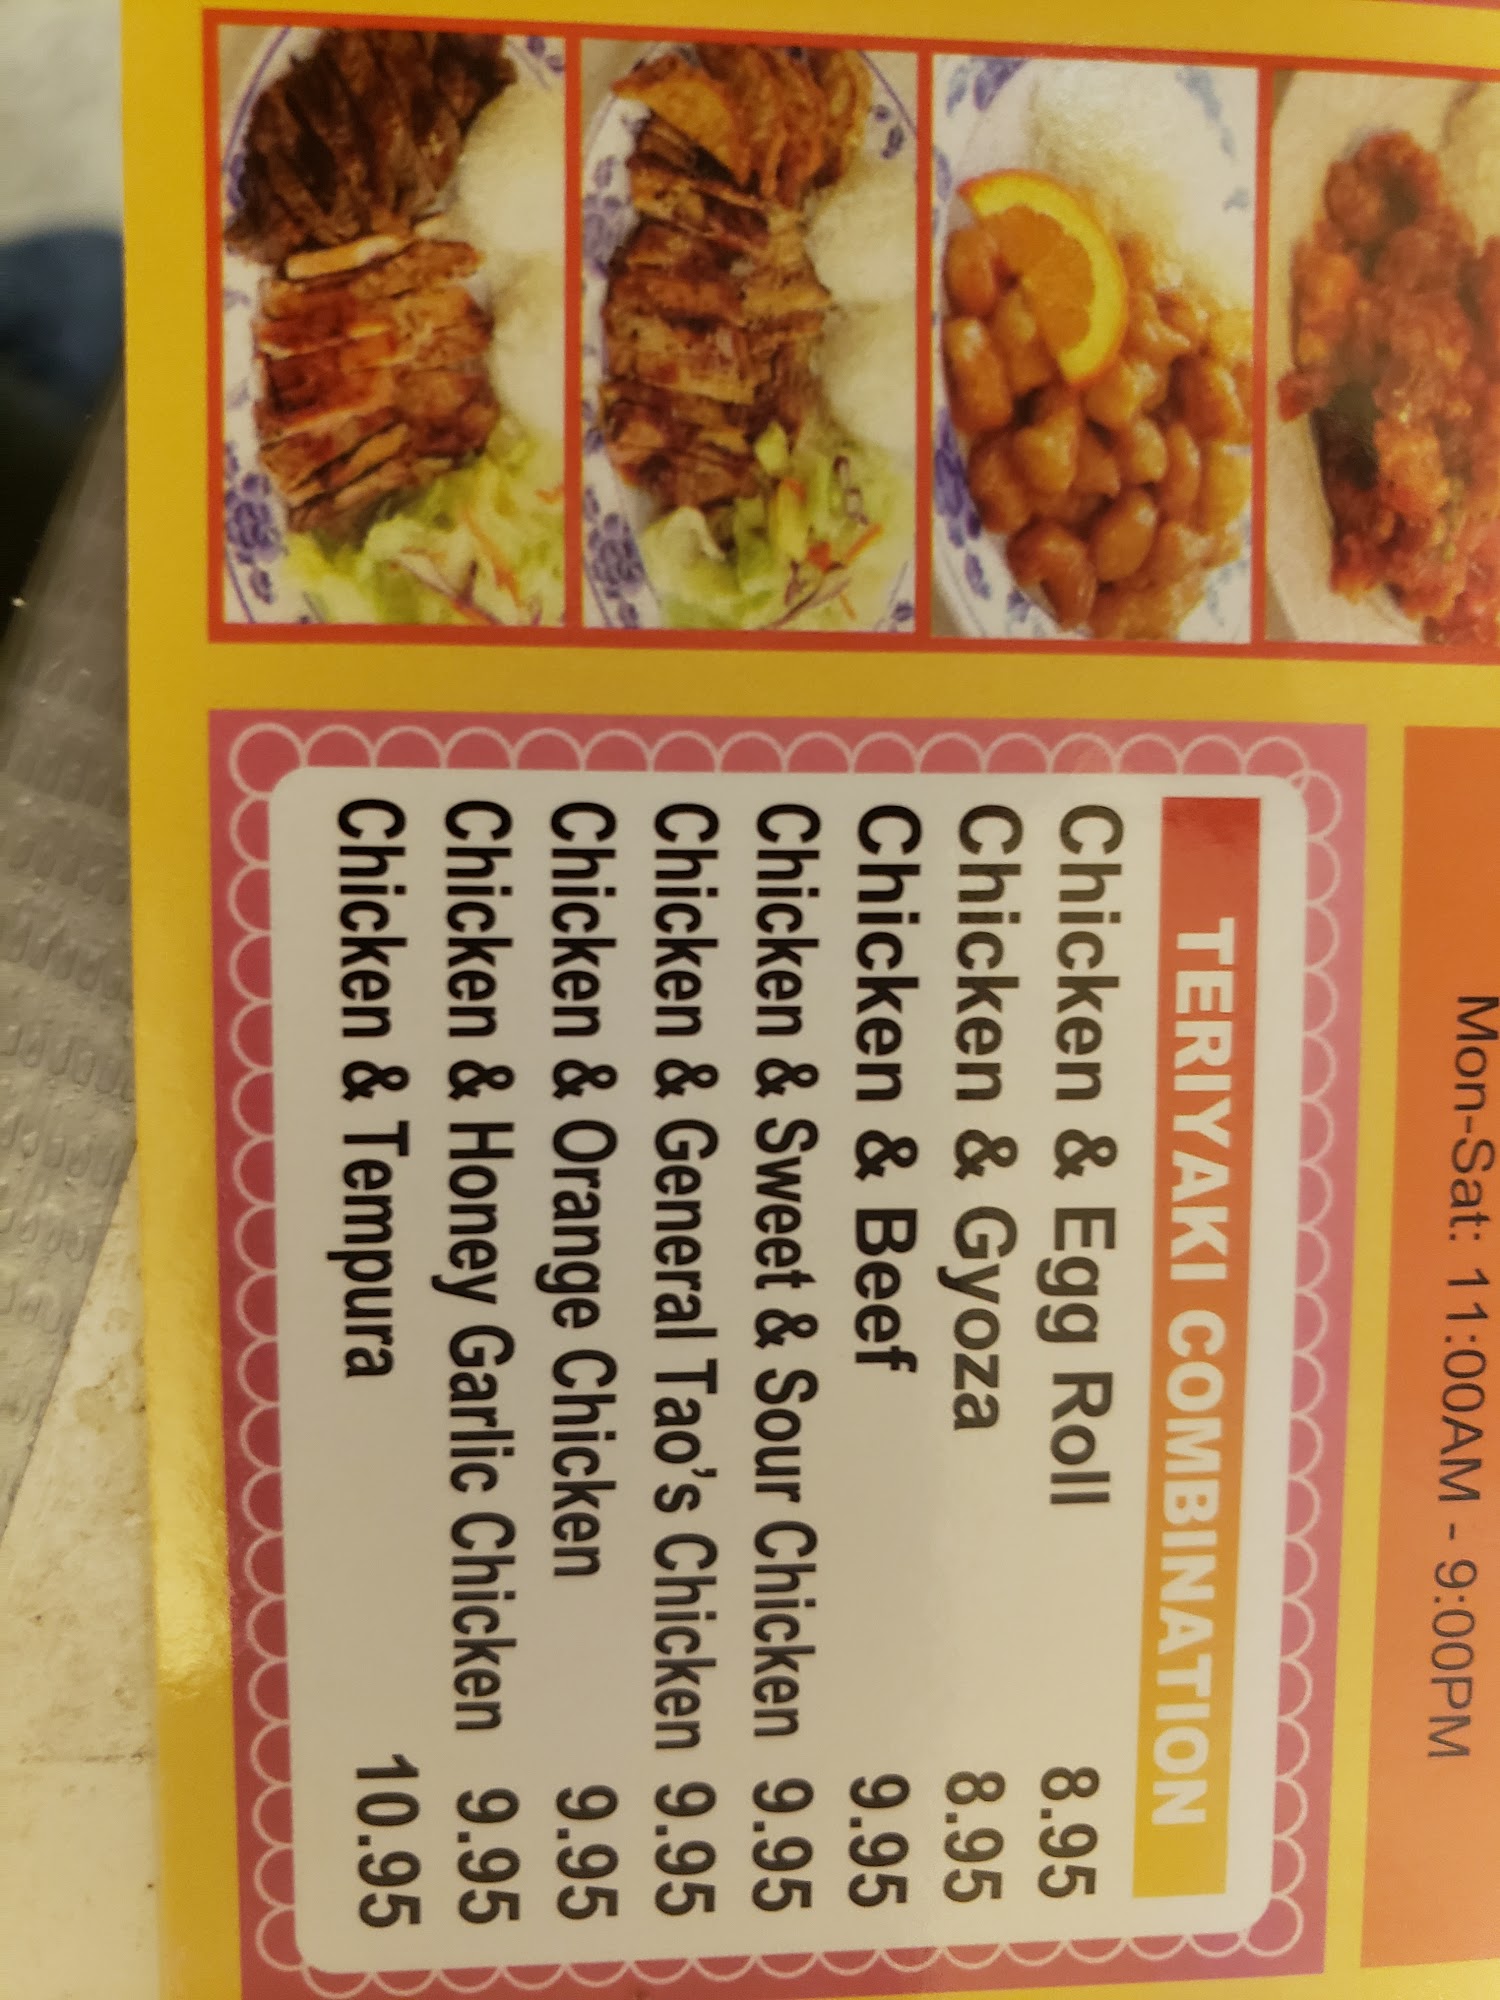 Mon-Sat: 11:00AM - 9:00PM
TERIYAKI COMBINATION
Chicken & Egg Roll 8.95
Chicken & Gyoza 8.95
Chicken & Beef 9.95
Chicken & Sweet & Sour Chicken 9.95
Chicken & General Tao's Chicken 9.95
Chicken & Orange Chicken 9.95
Chicken & Honey Garlic Chicken 9.95
Chicken & Tempura 10.95